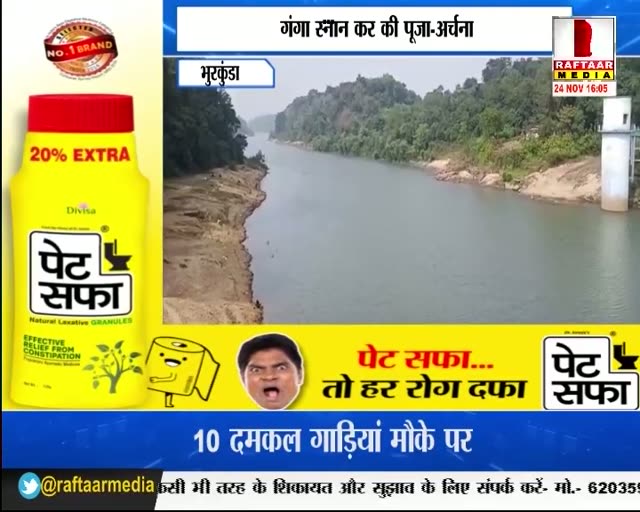 गंगा स्नान कर की पूजा-अर्चना
RAFTAAR
MEDIA
24 NOV 16:05
भुरकुंडा
NO.1 BRAND
20% EXTRA
Divisa
पेट
सफा
Natural Laxative GRANULES
EFFECTIVE
RELIEF FROM
CONSTIPATION
पेट सफा...
तो हर रोग दफा
पेट
सफा
10 दमकल गाड़ियां मौके पर
@raftaarmedia
किसी भी तरह के शिकायत और सुझाव के लिए संपर्क करें- मो.- 620359